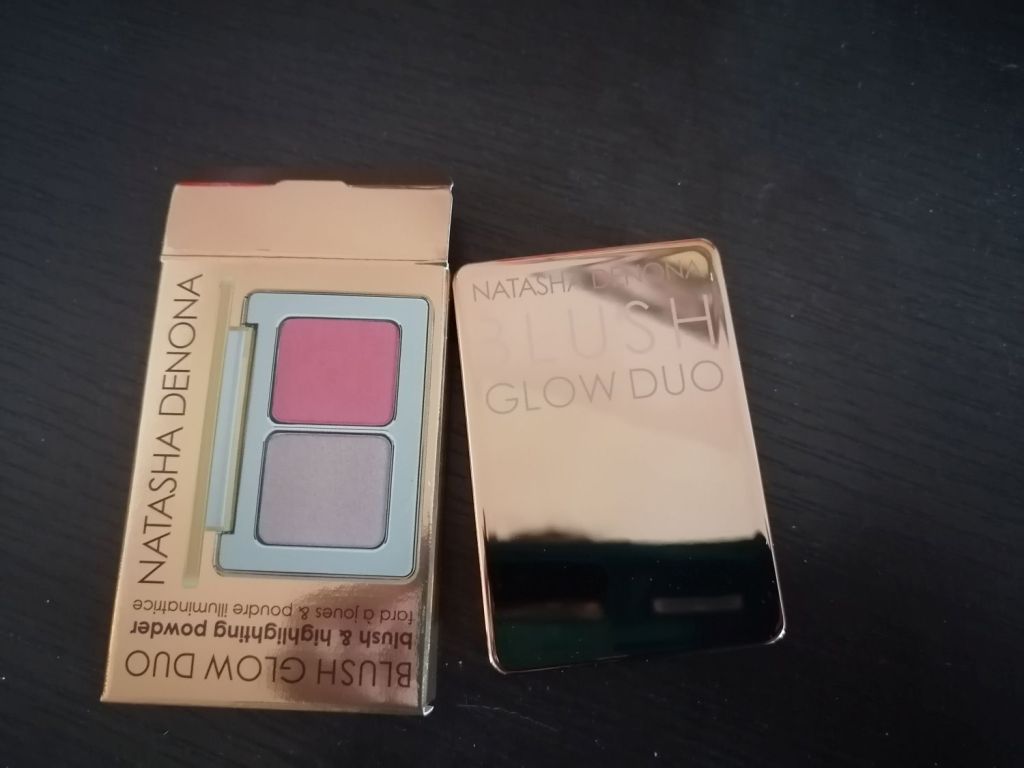 NATASHA DENONA
BLUSH GLOW DUO
blush & highlighting powder
fard à joues & poudre illuminatrice
NATASHA DENONA
BLUSH
GLOW DUO